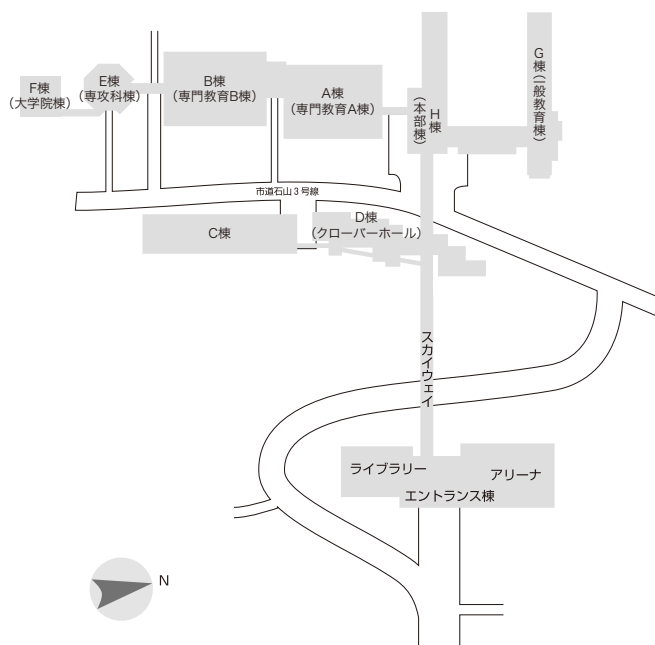 F棟
（大学院棟）
E棟
（専攻科棟）
B棟
（専門教育B棟）
A棟
（専門教育A棟）
H棟
（本部棟）
G棟（一般教育棟）
市道石山３号線
C棟
D棟
（クローバーホール）
スカイウェイ
ライブラリー
アリーナ
エントランス棟
N